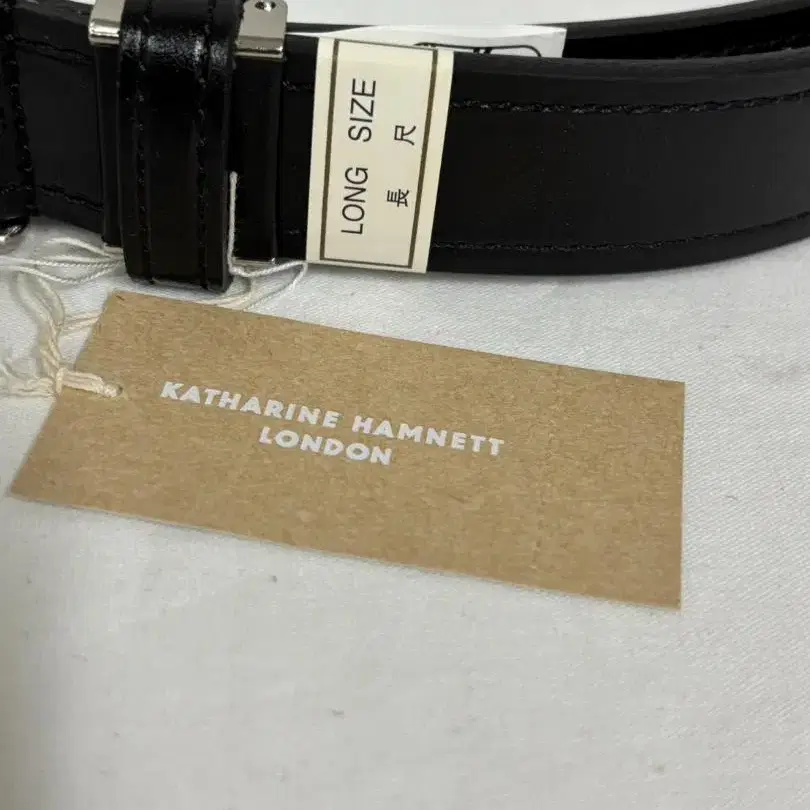 LONG SIZE
長尺
KATHARINE HAMNETT
LONDON